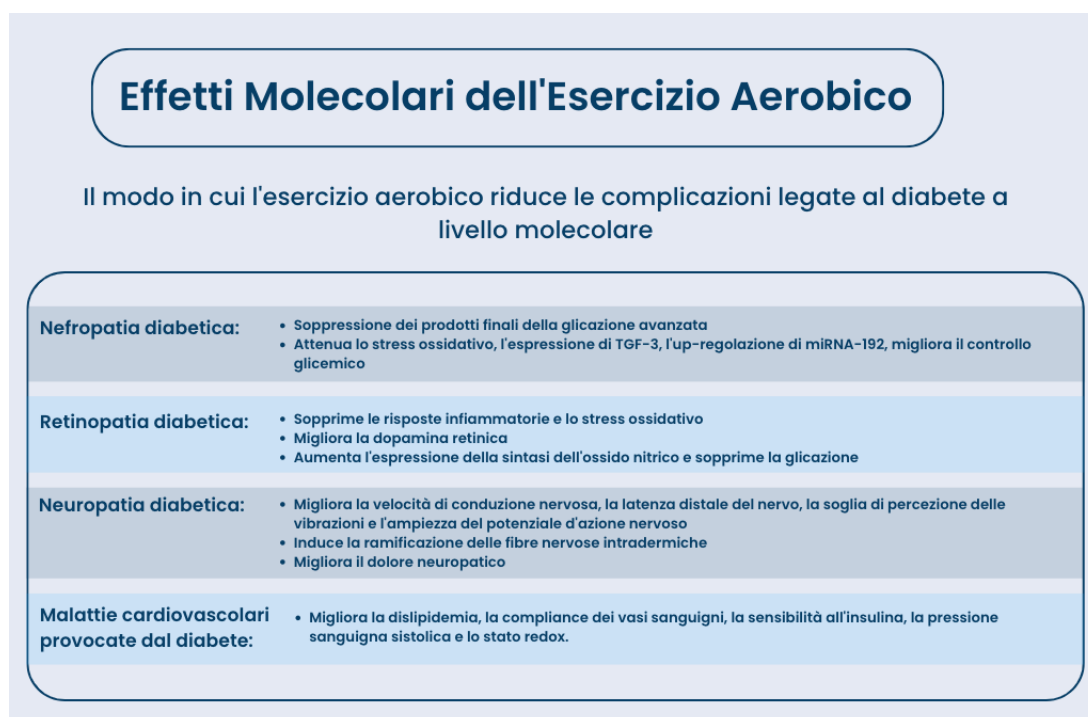 Effetti Molecolari dell'Esercizio Aerobico
Il modo in cui l'esercizio aerobico riduce le complicazioni legate al diabete a
livello molecolare
Nefropatia diabetica:
• Soppressione dei prodotti finali della glicazione avanzata
• Attenua lo stress ossidativo, l'espressione di TGF-3, l'up-regolazione di miRNA-192, migliora il controllo
glicemico
Retinopatia diabetica:
• Sopprime le risposte infiammatorie e lo stress ossidativo
• Migliora la dopamina retinica
• Aumenta l'espressione della sintasi dell'ossido nitrico e sopprime la glicazione
Neuropatia diabetica:
• Migliora la velocità di conduzione nervosa, la latenza distale del nervo, la soglia di percezione delle
vibrazioni e l'ampiezza del potenziale d'azione nervoso
• Induce la ramificazione delle fibre nervose intradermiche
• Migliora il dolore neuropatico
Malattie cardiovascolari
provocate dal diabete:
• Migliora la dislipidemia, la compliance dei vasi sanguigni, la sensibilità all'insulina, la pressione
sanguigna sistolica e lo stato redox.